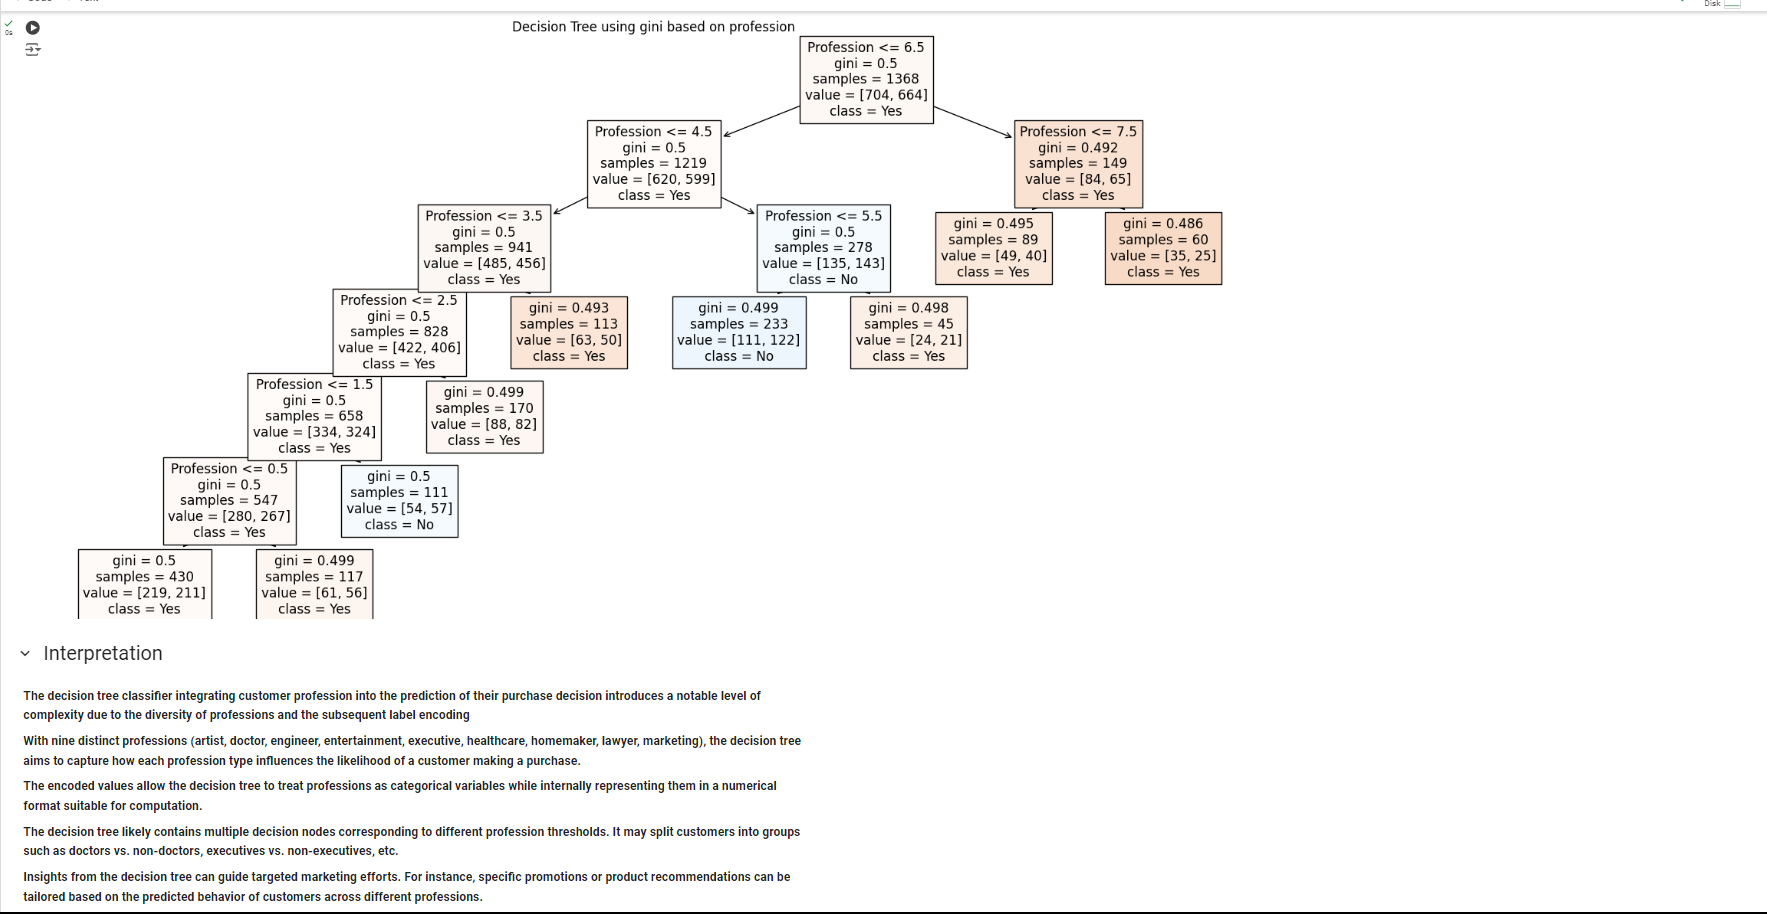 Disk
0s
Decision Tree using gini based on profession
Profession <= 6.5
gini = 0.5
samples = 1368
value = [704, 664]
class = Yes
Profession <= 4.5
gini = 0.5
samples = 1219
value = [620, 599]
class = Yes
Profession <= 7.5
gini = 0.492
samples = 149
value = [84, 65]
class = Yes
Profession <= 3.5
gini = 0.5
samples = 941
value = [485, 456]
class = Yes
Profession <= 5.5
gini = 0.5
samples = 278
value = [135, 143]
class = No
gini = 0.495
samples = 89
value = [49, 40]
class = Yes
gini = 0.486
samples = 60
value = [35, 25]
class = Yes
Profession <= 2.5
gini = 0.5
samples = 828
value = [422, 406]
class = Yes
gini = 0.493
samples = 113
value = [63, 50]
class = Yes
gini = 0.499
samples = 233
value = [111, 122]
class = No
gini = 0.498
samples = 45
value = [24, 21]
class = Yes
Profession <= 1.5
gini = 0.5
samples = 658
value = [334, 324]
class = Yes
gini = 0.499
samples = 170
value = [88, 82]
class = Yes
Profession <= 0.5
gini = 0.5
samples = 547
value = [280, 267]
class = Yes
gini = 0.5
samples = 111
value = [54, 57]
class = No
gini = 0.5
samples = 430
value = [219, 211]
class = Yes
gini = 0.499
samples = 117
value = [61, 56]
class = Yes
Interpretation
The decision tree classifier integrating customer profession into the prediction of their purchase decision introduces a notable level of
complexity due to the diversity of professions and the subsequent label encoding
With nine distinct professions (artist, doctor, engineer, entertainment, executive, healthcare, homemaker, lawyer, marketing), the decision tree
aims to capture how each profession type influences the likelihood of a customer making a purchase.
The encoded values allow the decision tree to treat professions as categorical variables while internally representing them in a numerical
format suitable for computation.
The decision tree likely contains multiple decision nodes corresponding to different profession thresholds. It may split customers into groups
such as doctors vs. non-doctors, executives vs. non-executives, etc.
Insights from the decision tree can guide targeted marketing efforts. For instance, specific promotions or product recommendations can be
tailored based on the predicted behavior of customers across different professions.